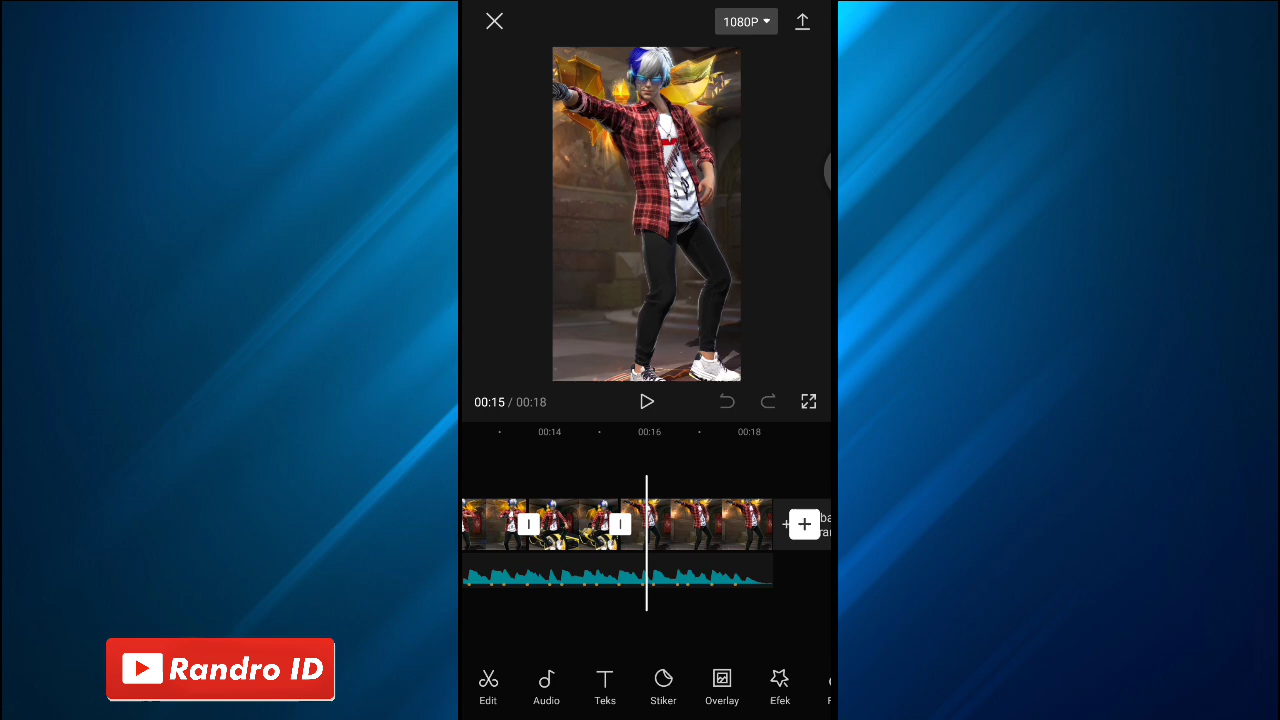 1080P
00:15 / 00:18
00:14
00:16
00:18
Edit
Audio
Teks
Stiker
Overlay
Efek
Randro ID